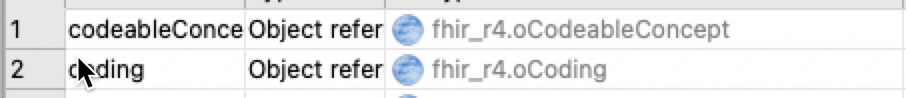 1 codeableConce Object refer fhir_r4.oCodeableConcept
2 coding Object refer fhir_r4.oCoding